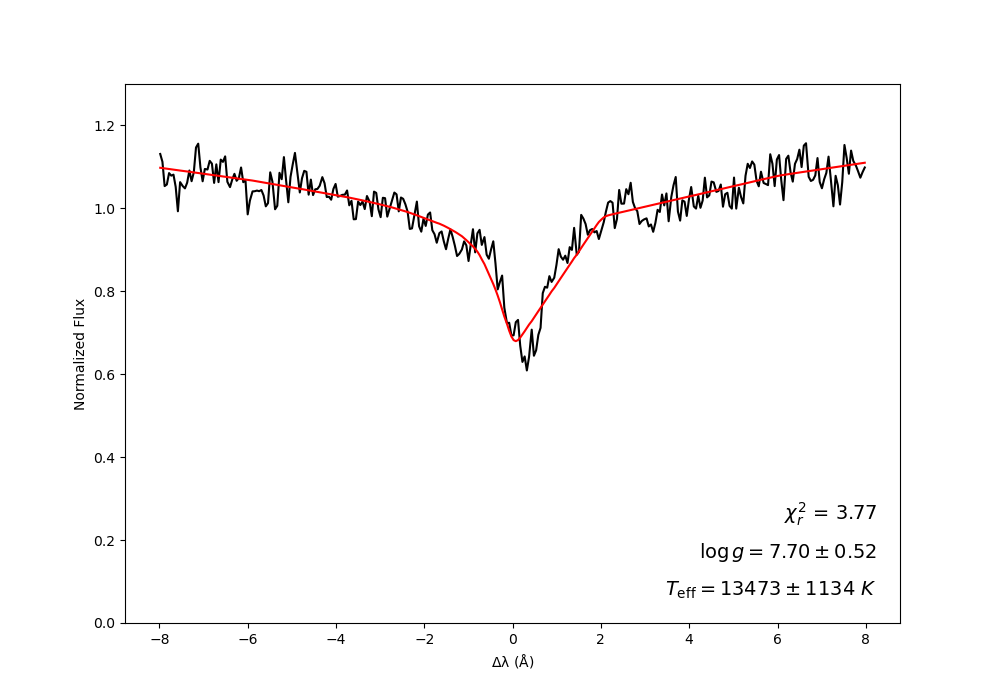 1.2
1.0
0.8
0.6
0.4
0.2
0.0
Normalized Flux
χ²ᵣ = 3.77
log g = 7.70 ± 0.52
T_eff = 13473 ± 1134 K
−8 −6 −4 −2 0 2 4 6 8
Δλ (Å)